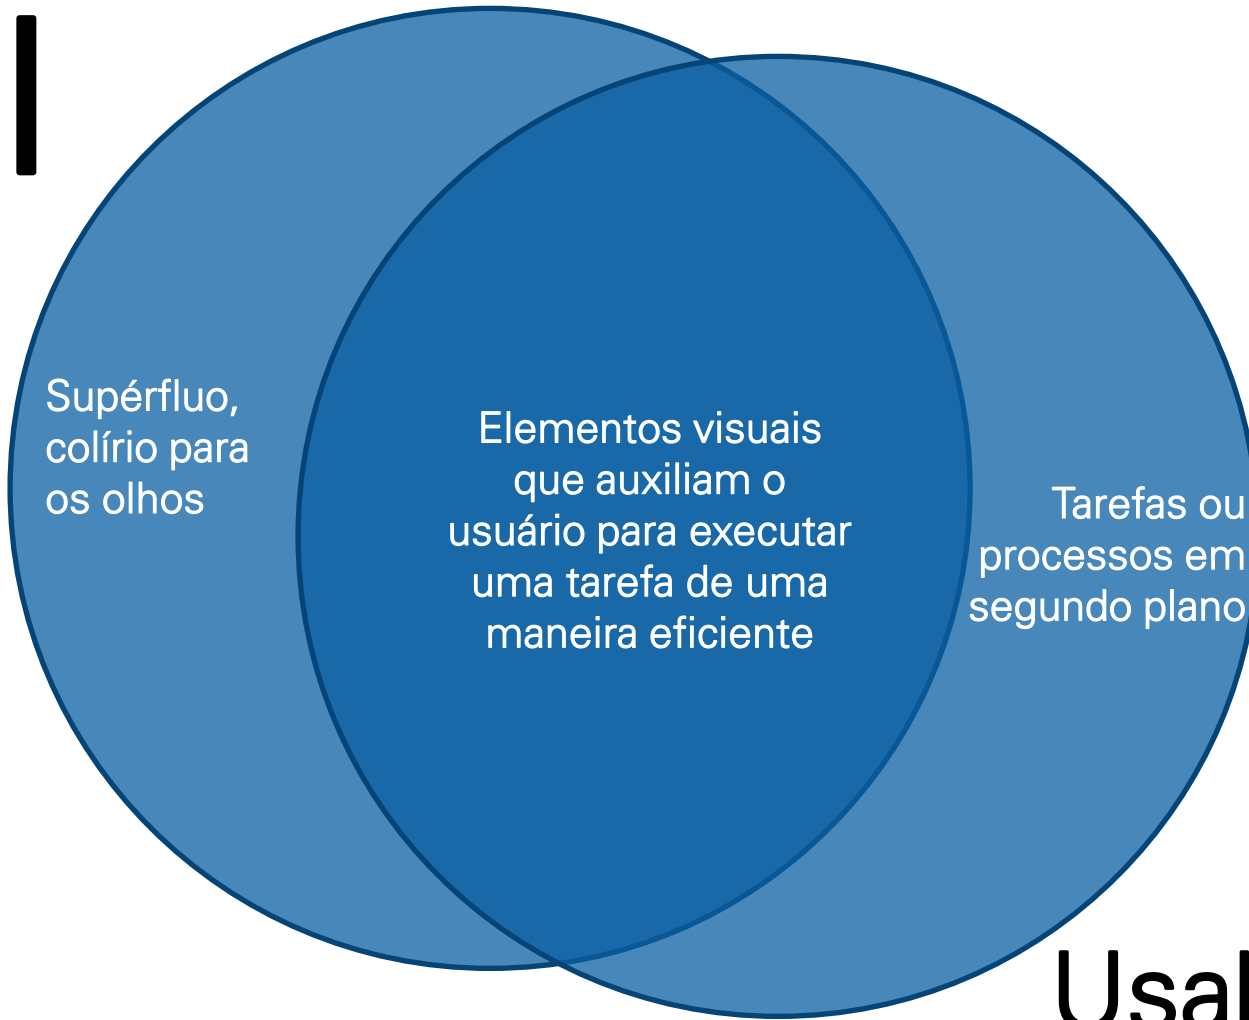 I
Supérfluo,
colírio para
os olhos
Elementos visuais
que auxiliam o
usuário para executar
uma tarefa de uma
maneira eficiente
Tarefas ou
processos em
segundo plano